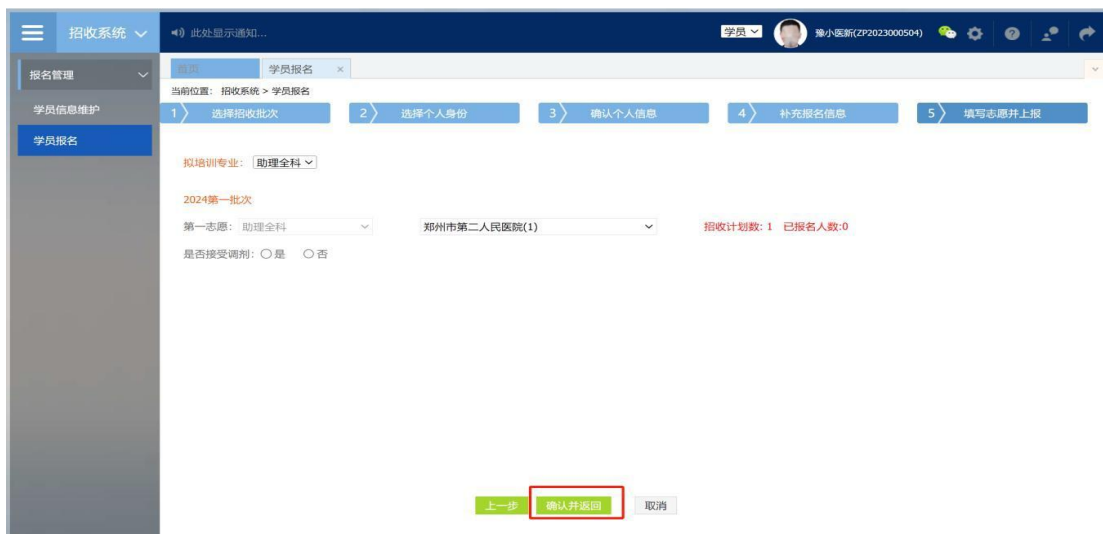 招收系统
此处显示通知...
学员
豫小医新(ZP2023000504)
报名管理
首页
学员报名 ×
当前位置: 招收系统 > 学员报名
学员信息维护
学员报名
1 选择招收批次
2 选择个人身份
3 确认个人信息
4 补充报名信息
5 填写志愿并上报
拟培训专业: 助理全科
2024第一批次
第一志愿: 助理全科
郑州市第二人民医院(1)
招收计划数: 1 已报名人数:0
是否接受调剂: 是 否
上一步
确认并返回
取消